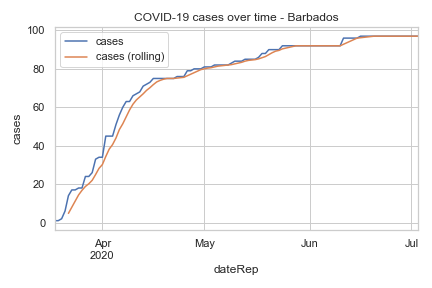 COVID-19 cases over time - Barbados
cases
cases (rolling)
100
80
60
40
20
0
cases
Apr
2020
May
Jun
Jul
dateRep